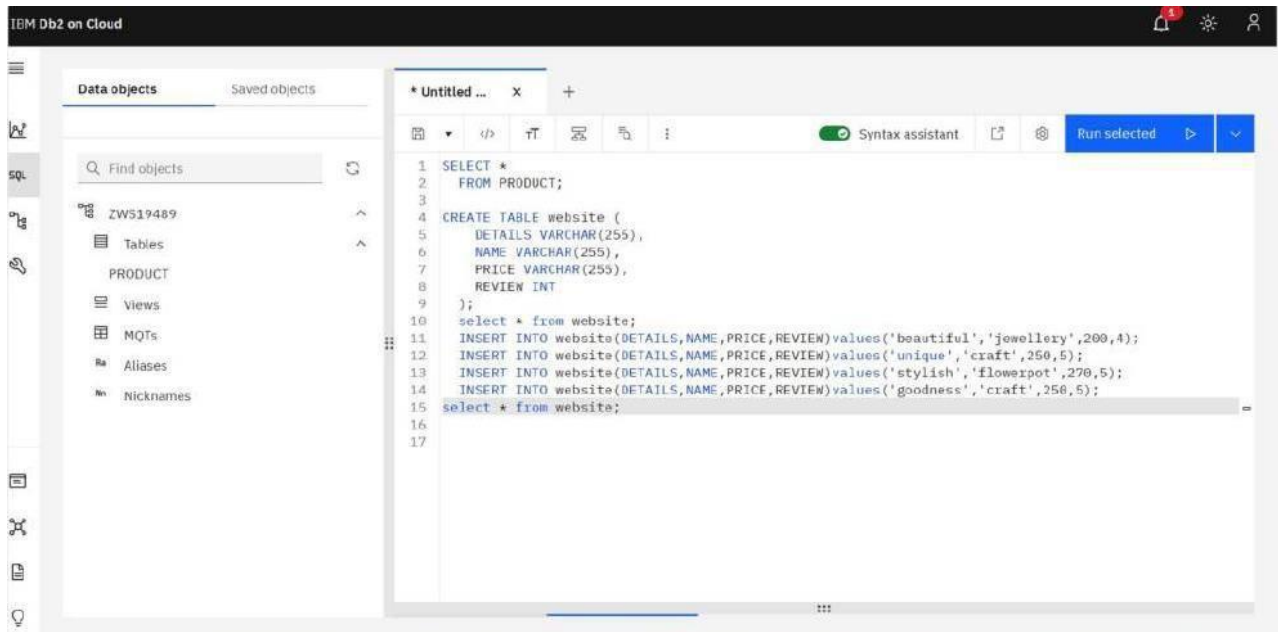 IBM Db2 on Cloud
1
Data objects
Saved objects
* Untitled ... X +
Syntax assistant
Run selected
SQL
Find objects
ZWS19489
Tables
PRODUCT
Views
MQTs
Aliases
Nicknames
1 SELECT *
2 FROM PRODUCT;
3
4 CREATE TABLE website (
5 DETAILS VARCHAR(255),
6 NAME VARCHAR(255),
7 PRICE VARCHAR(255),
8 REVIEW INT
9 );
10 select * from website;
11 INSERT INTO website(DETAILS,NAME,PRICE,REVIEW)values('beautiful','jewellery',200,4);
12 INSERT INTO website(DETAILS,NAME,PRICE,REVIEW)values('unique','craft',250,5);
13 INSERT INTO website(DETAILS,NAME,PRICE,REVIEW)values('stylish','flowerpot',270,5);
14 INSERT INTO website(DETAILS,NAME,PRICE,REVIEW)values('goodness','craft',250,5);
15 select * from website;
16
17